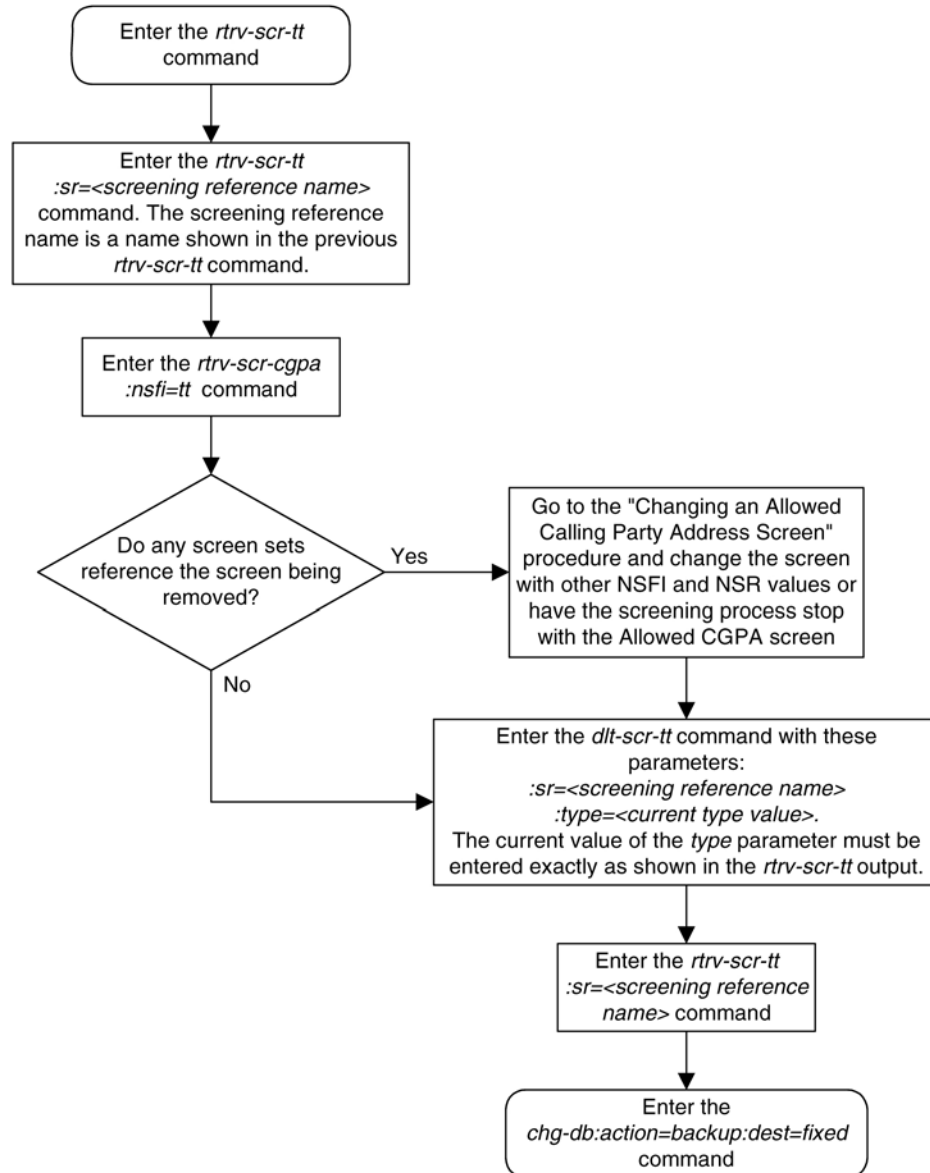 Enter the rtrv-scr-tt
command
Enter the rtrv-scr-tt
:sr=<screening reference name>
command. The screening reference
name is a name shown in the previous
rtrv-scr-tt command.
Enter the rtrv-scr-cgpa
:nsfi=tt command
Do any screen sets
reference the screen being
removed?
Yes
No
Go to the "Changing an Allowed
Calling Party Address Screen"
procedure and change the screen
with other NSFI and NSR values or
have the screening process stop
with the Allowed CGPA screen
Enter the dlt-scr-tt command with these
parameters:
:sr=<screening reference name>
:type=<current type value>.
The current value of the type parameter must be
entered exactly as shown in the rtrv-scr-tt output.
Enter the rtrv-scr-tt
:sr=<screening reference
name> command
Enter the
chg-db:action=backup:dest=fixed
command